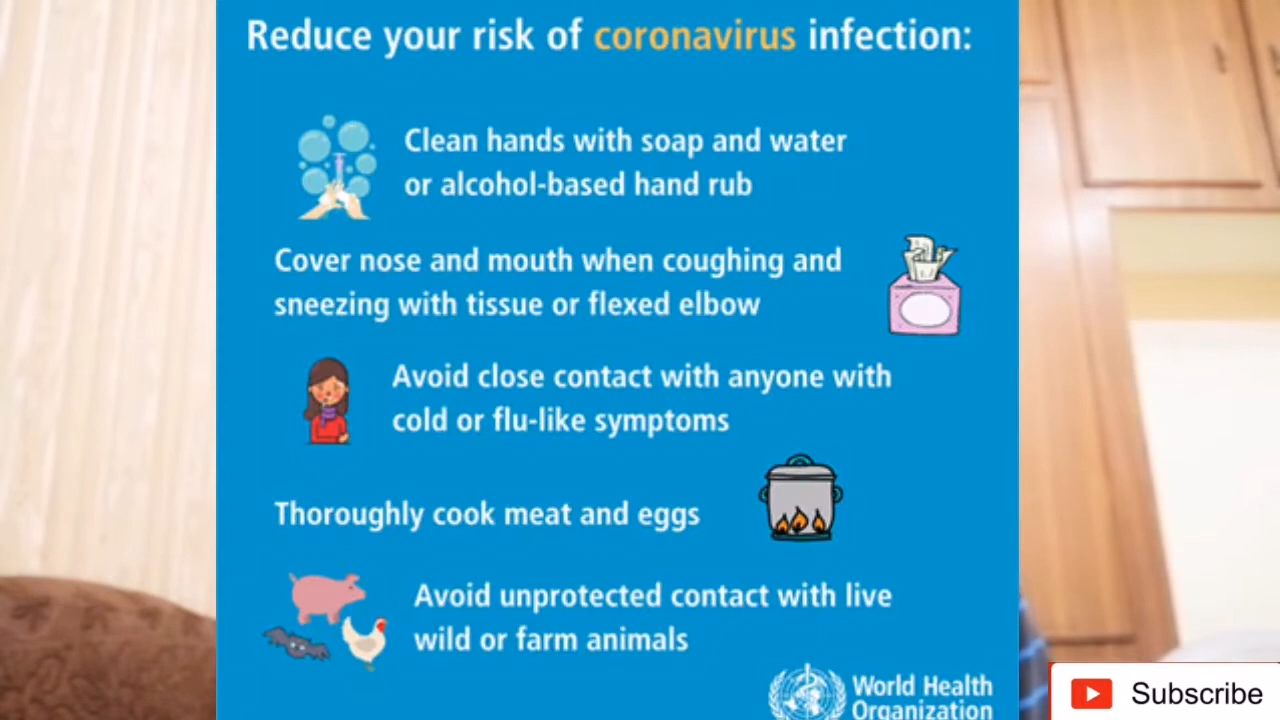 Reduce your risk of coronavirus infection:
Clean hands with soap and water
or alcohol-based hand rub
Cover nose and mouth when coughing and
sneezing with tissue or flexed elbow
Avoid close contact with anyone with
cold or flu-like symptoms
Thoroughly cook meat and eggs
Avoid unprotected contact with live
wild or farm animals
World Health
Organization
Subscribe